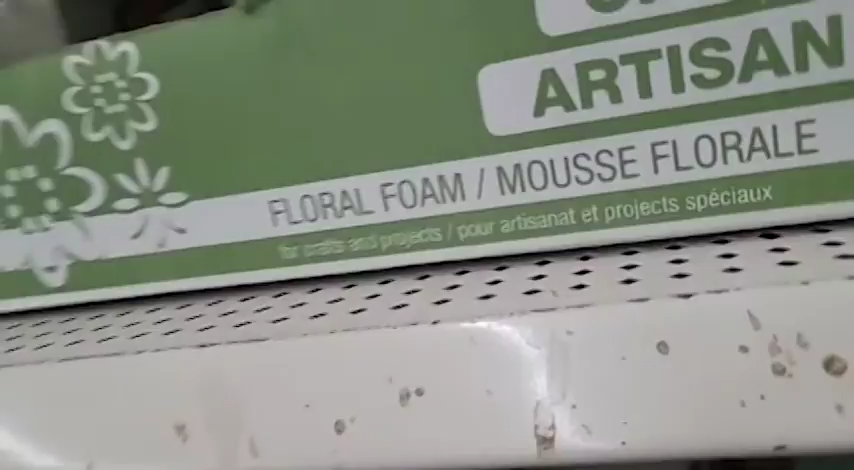 ARTISAN
FLORAL FOAM / MOUSSE FLORALE
for crafts and projects / pour artisanat et projects spéciaux